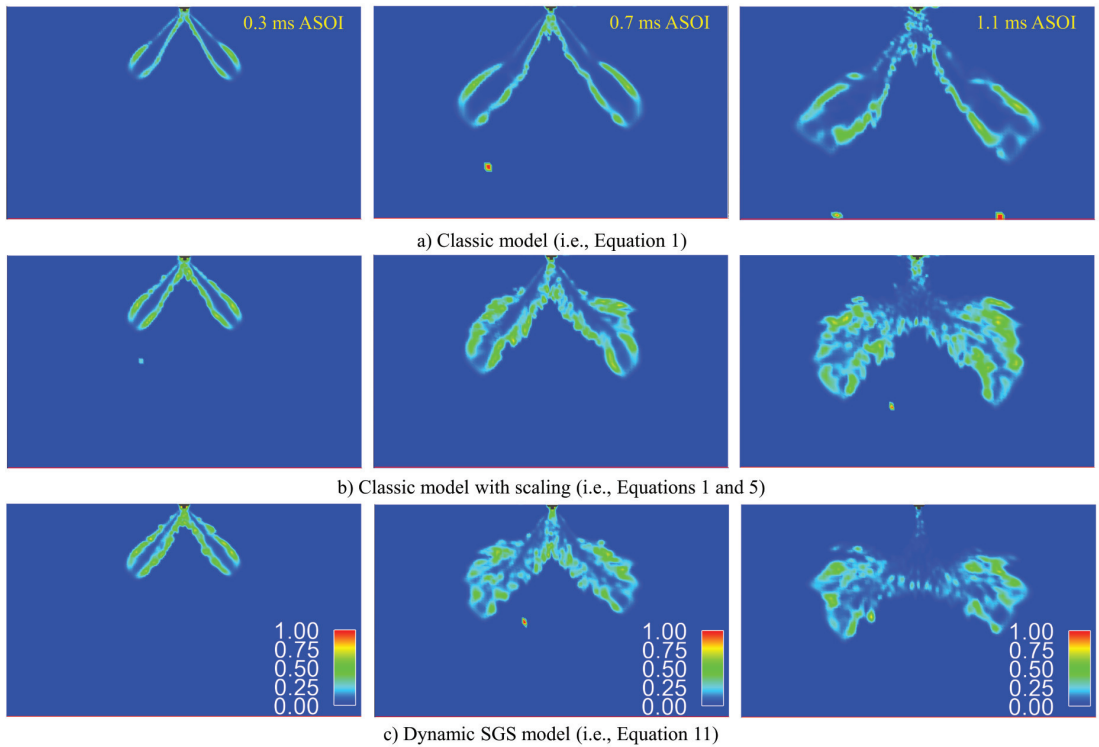 0.3 ms ASOI
0.7 ms ASOI
1.1 ms ASOI
a) Classic model (i.e., Equation 1)
b) Classic model with scaling (i.e., Equations 1 and 5)
1.00
0.75
0.50
0.25
0.00
1.00
0.75
0.50
0.25
0.00
1.00
0.75
0.50
0.25
0.00
c) Dynamic SGS model (i.e., Equation 11)